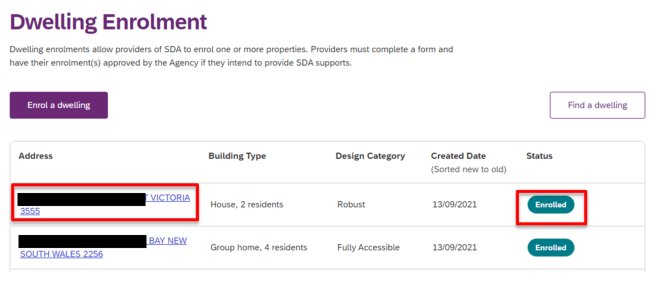 Dwelling Enrolment
Dwelling enrolments allow providers of SDA to enrol one or more properties. Providers must complete a form and
have their enrolment(s) approved by the Agency if they intend to provide SDA supports.
Enrol a dwelling
Find a dwelling
Address Building Type Design Category Created Date Status
(Sorted new to old)
VICTORIA
3555
House, 2 residents Robust 13/09/2021 Enrolled
BAY NEW
SOUTH WALES 2256
Group home, 4 residents Fully Accessible 13/09/2021 Enrolled